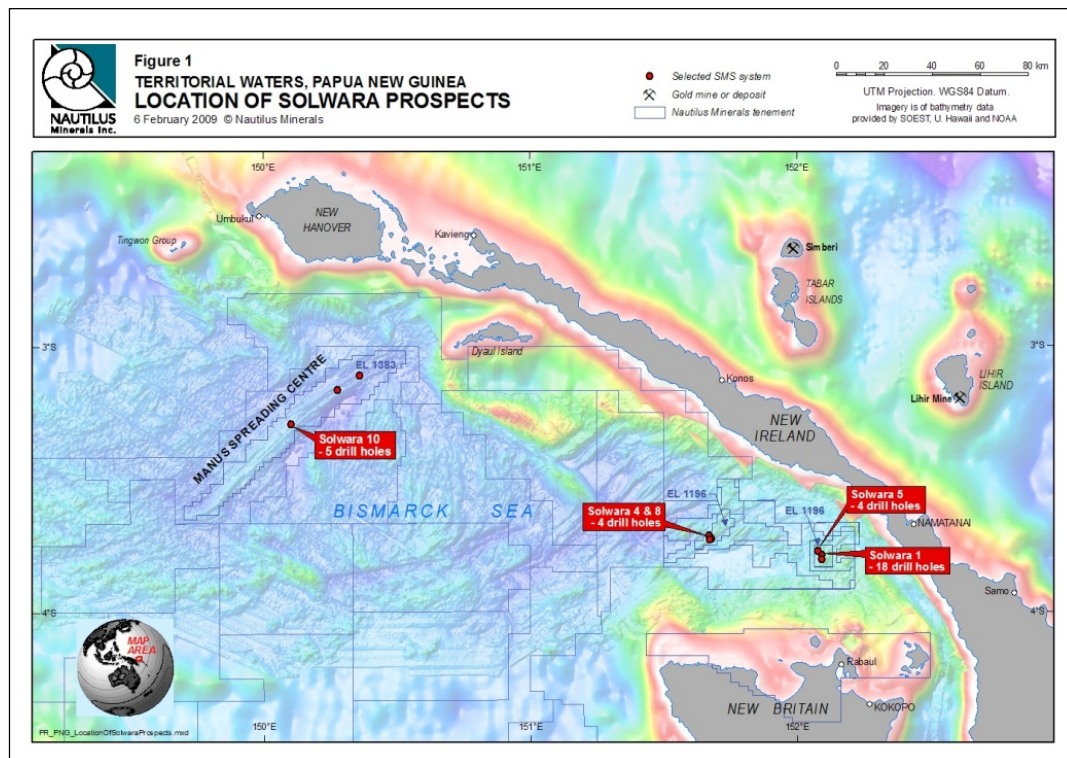 NAUTILUS
Minerals Inc.
Figure 1
TERRITORIAL WATERS, PAPUA NEW GUINEA
LOCATION OF SOLWARA PROSPECTS
6 February 2009 © Nautilus Minerals
Selected SMS system
Gold mine or deposit
Nautilus Minerals tenement
0 20 40 60 80 km
UTM Projection. WGS84 Datum.
Imagery is of bathymetry data
provided by SOEST, U. Hawaii and NOAA
150°E
151°E
152°E
Umbukul
NEW
HANOVER
Kavieng
Tingwon Group
Simberi
TABAR
ISLANDS
3°S
3°S
Dyaul Island
EL 1383
MANUS SPREADING CENTRE
Konos
LIHIR
ISLAND
Lihir Mine
NEW
IRELAND
Solwara 10
- 5 drill holes
BISMARCK SEA
EL 1196
Solwara 4 & 8
- 4 drill holes
EL 1196
Solwara 5
- 4 drill holes
NAMATANAI
Solwara 1
- 18 drill holes
Samo
4°S
4°S
MAP
AREA
Rabaul
NEW BRITAIN
KOKOPO
150°E
151°E
152°E
PR_PNG_LocationOfSolwaraProspects.mxd